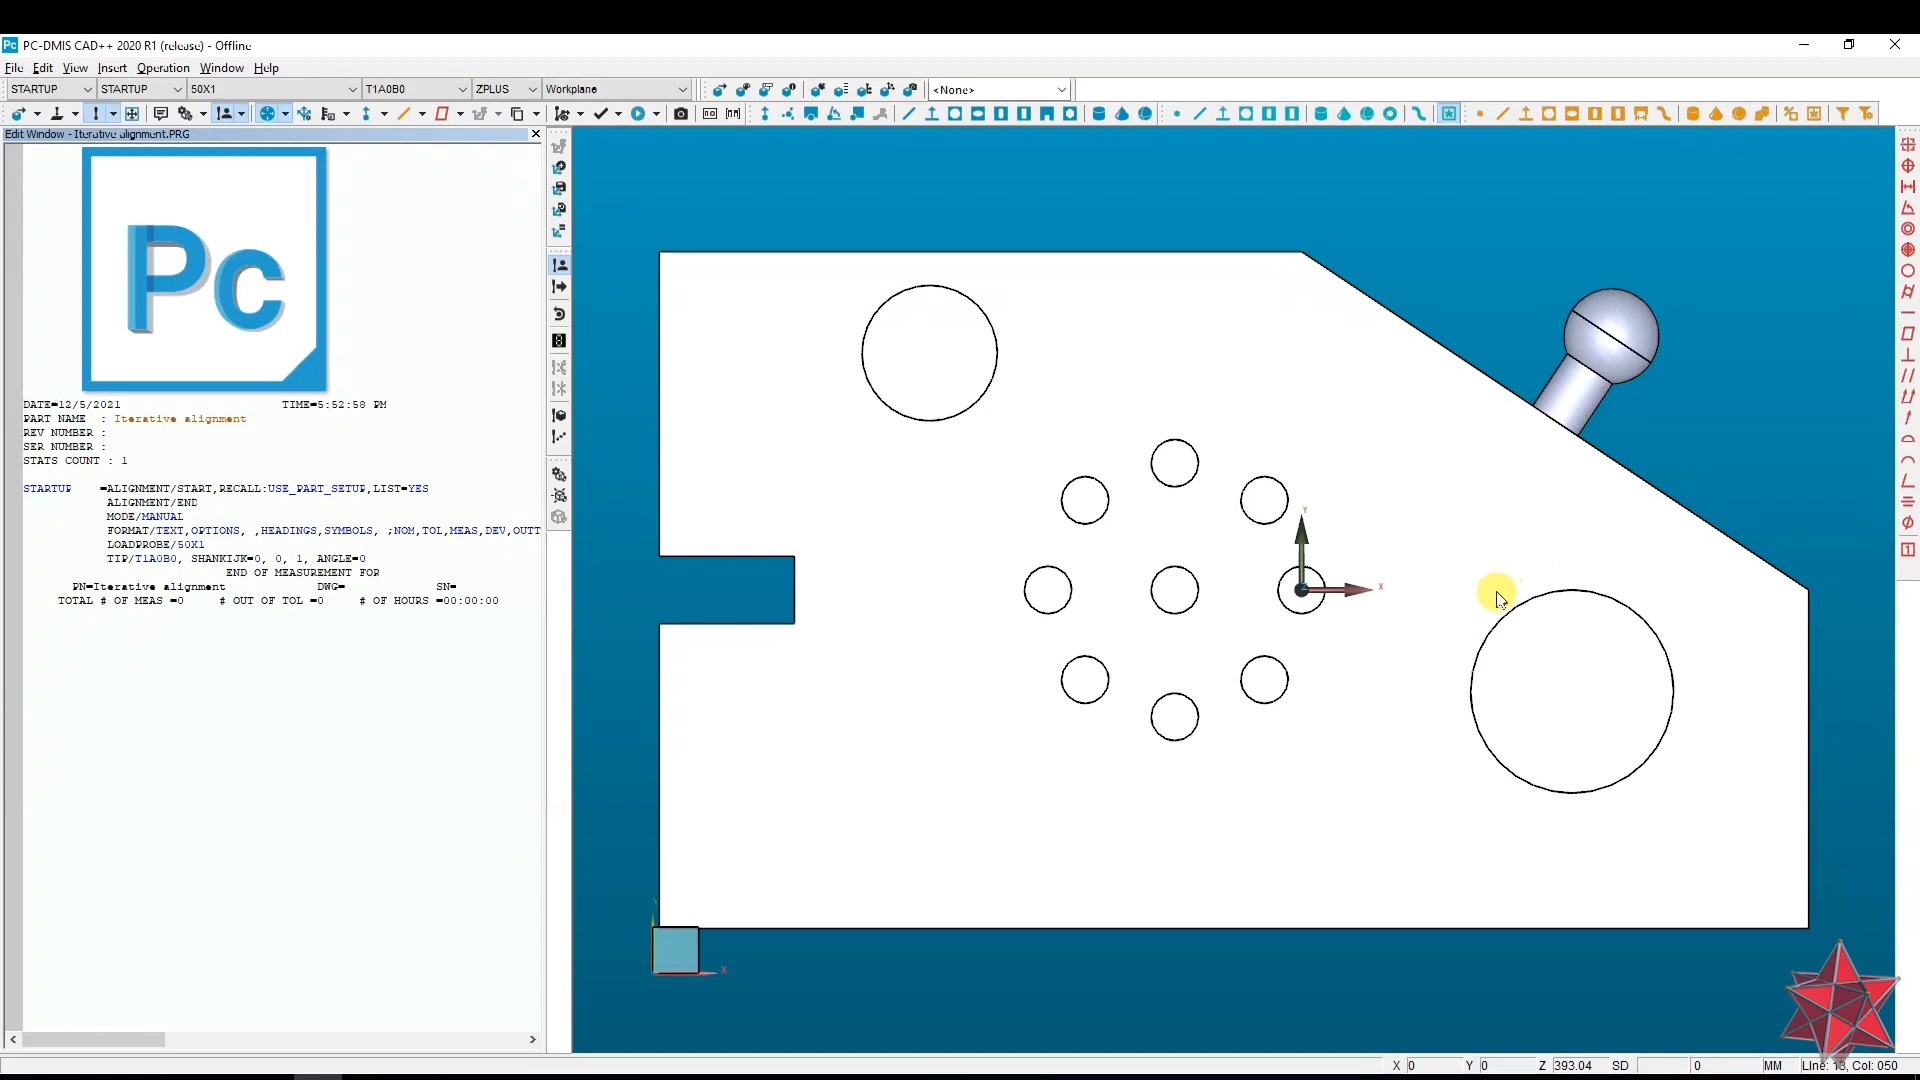 PC-DMIS CAD++ 2020 R1 (release) - Offline
File Edit View Insert Operation Window Help
STARTUP STARTUP 50X1 T1A0B0 ZPLUS Workplane <None>
Edit Window - Iterative alignment.PRG
Pc
DATE=12/5/2021 TIME=5:52:58 PM
PART NAME : Iterative alignment
REV NUMBER :
SER NUMBER :
STATS COUNT : 1
STARTUP =ALIGNMENT/START,RECALL:USE_PART_SETUP,LIST=YES
ALIGNMENT/END
MODE/MANUAL
FORMAT/TEXT,OPTIONS, ,HEADINGS,SYMBOLS, ;NOM,TOL,MEAS,DEV,OUTT
LOADPROBE/50X1
TIP/T1A0B0, SHANKIJK=0, 0, 1, ANGLE=0
END OF MEASUREMENT FOR
PN=Iterative alignment DWG= SN=
TOTAL # OF MEAS =0 # OUT OF TOL =0 # OF HOURS =00:00:00
Y
X
Y
X
X 0 Y 0 Z 393.04 SD 0 MM Line: 13, Col: 050